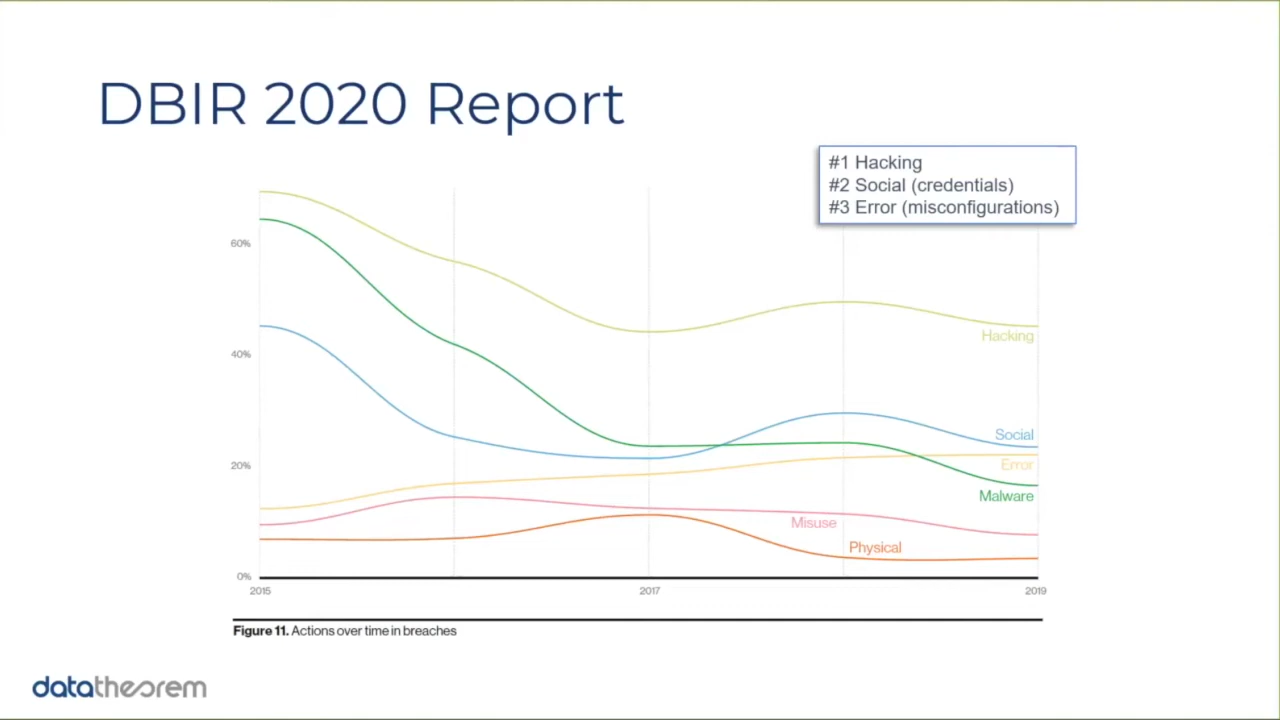 DBIR 2020 Report
#1 Hacking
#2 Social (credentials)
#3 Error (misconfigurations)
60%
40%
20%
0%
Hacking
Social
Error
Malware
Misuse
Physical
2015
2017
2019
Figure 11. Actions over time in breaches
datatheorem